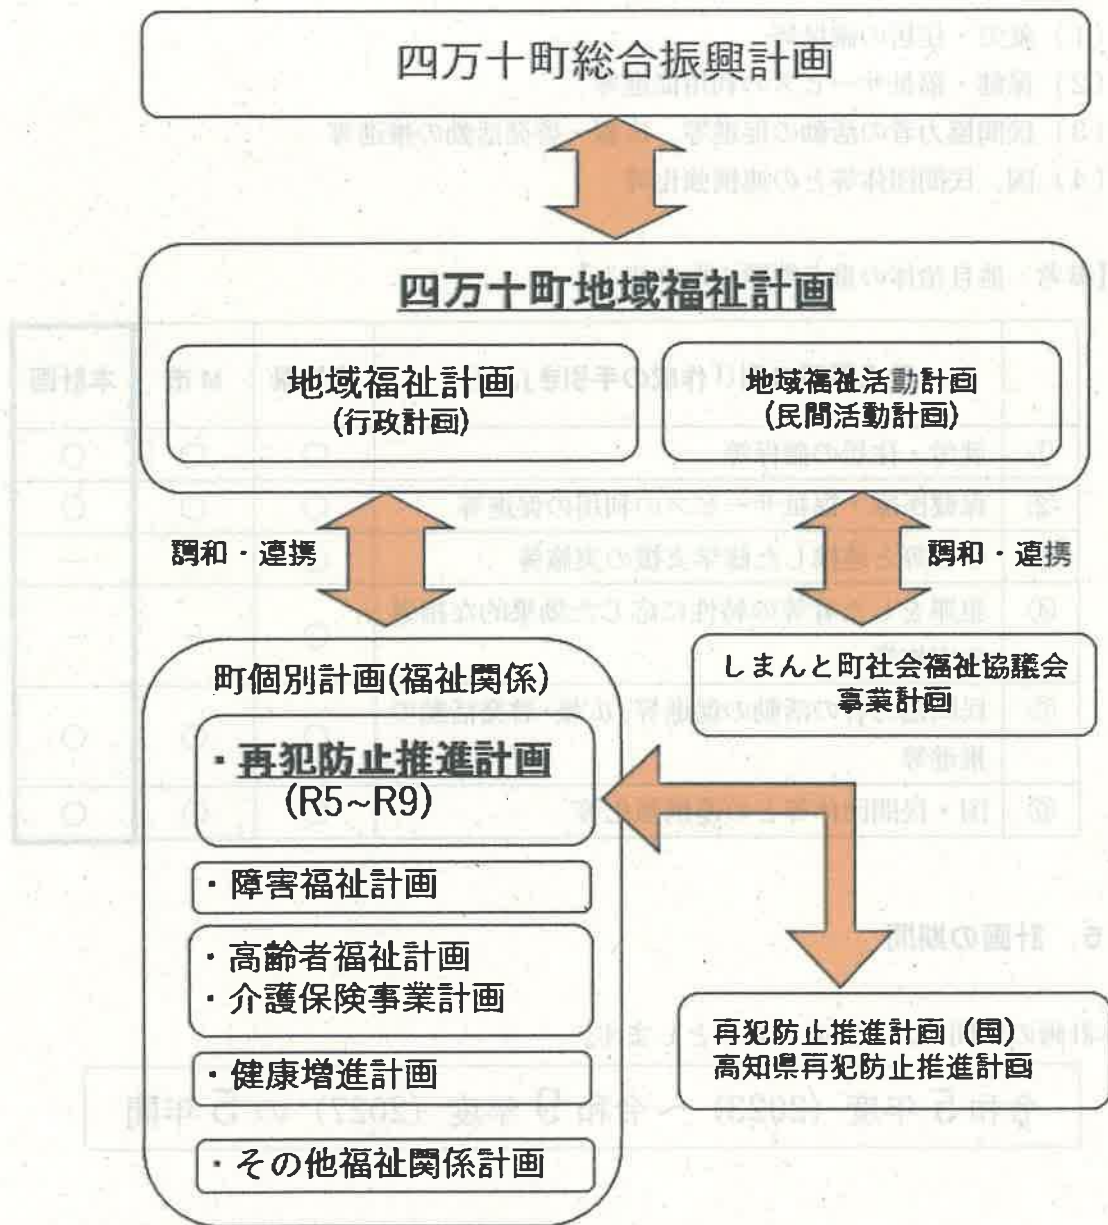 四万十町総合振興計画
四万十町地域福祉計画
地域福祉計画
(行政計画)
地域福祉活動計画
(民間活動計画)
調和・連携
調和・連携
町個別計画(福祉関係)
・再犯防止推進計画
(R5~R9)
・障害福祉計画
・高齢者福祉計画
・介護保険事業計画
・健康増進計画
・その他福祉関係計画
しまんと町社会福祉協議会
事業計画
再犯防止推進計画（国）
高知県再犯防止推進計画